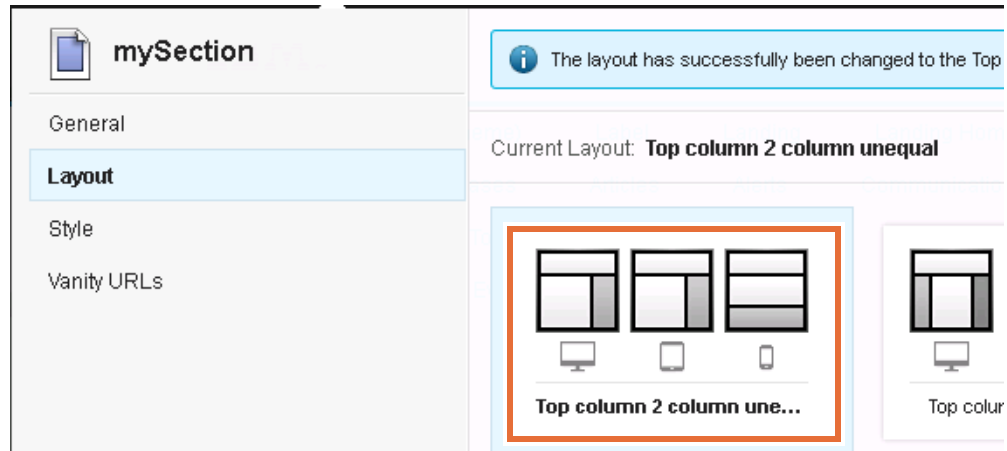 mySection
The layout has successfully been changed to the Top
General
Current Layout: Top column 2 column unequal
Layout
Style
Vanity URLs
Top column 2 column une...
Top colum